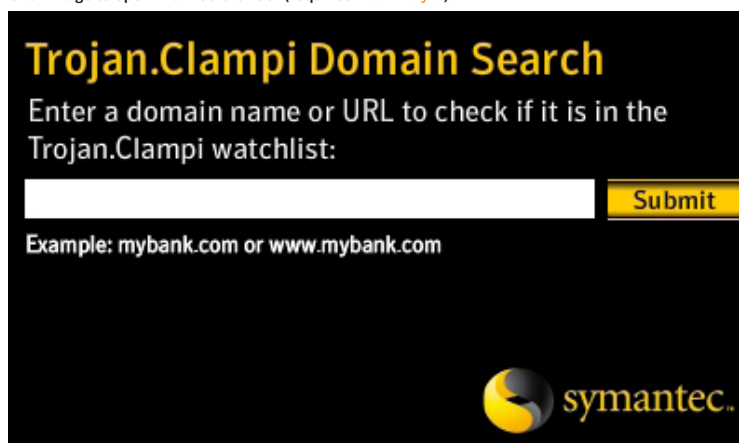 Trojan.Clampi Domain Search
Enter a domain name or URL to check if it is in the
Trojan.Clampi watchlist:
Submit
Example: mybank.com or www.mybank.com
symantec™